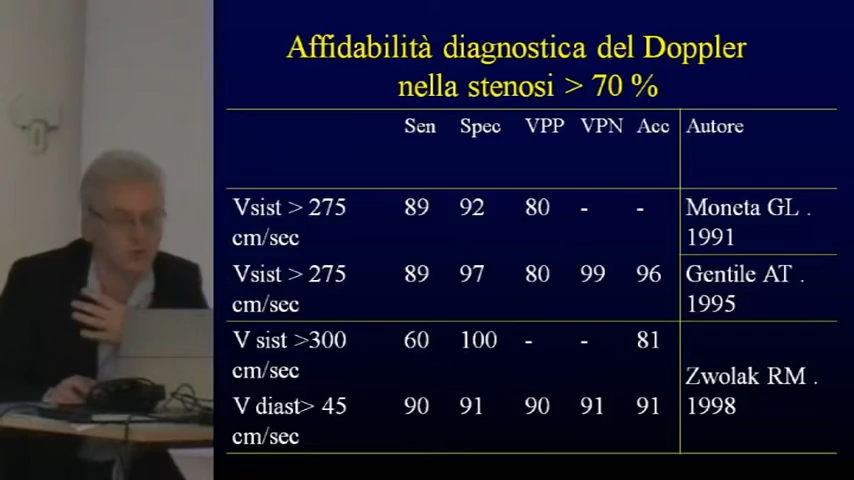 Affidabilità diagnostica del Doppler
nella stenosi > 70 %
Sen Spec VPP VPN Acc Autore
Vsist > 275 89 92 80 - - Moneta GL .
cm/sec 1991
Vsist > 275 89 97 80 99 96 Gentile AT .
cm/sec 1995
V sist >300 60 100 - - 81
cm/sec
Zwolak RM .
V diast> 45 90 91 90 91 91 1998
cm/sec